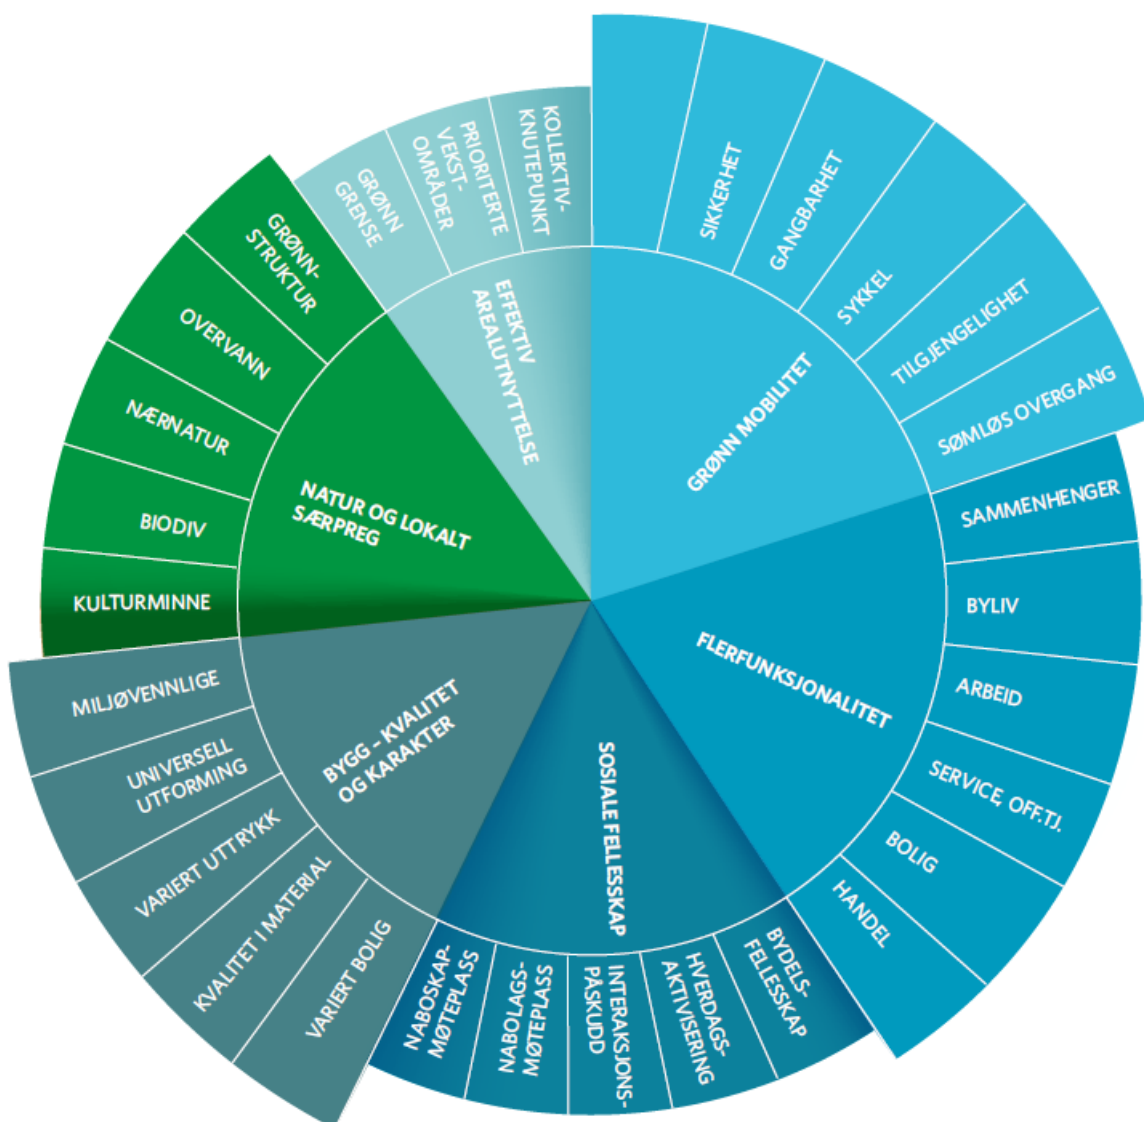 GRØNN MOBILITET
SIKKERHET
GANGBARHET
SYKKEL
TILGJENGELIGHET
SØMLØS OVERGANG
FLERFUNKSJONALITET
SAMMENHENGER
BYLIV
ARBEID
SERVICE, OFF.TJ.
BOLIG
HANDEL
SOSIALE FELLESSKAP
BYDELS-
FELLESSKAP
HVERDAGS-
AKTIVISERING
INTERAKSJONS-
PÅSKUDD
NABOLAGS-
MØTEPLASS
NABOSKAP-
MØTEPLASS
BYGG - KVALITET
OG KARAKTER
VARIERT BOLIG
KVALITET I MATERIAL
VARIERT UTTRYKK
UNIVERSELL
UTFORMING
MILJØVENNLIGE
NATUR OG LOKALT
SÆRPREG
KULTURMINNE
BIODIV
NÆRNATUR
OVERVANN
GRØNN-
STRUKTUR
EFFEKTIV
AREALUTNYTTELSE
GRØNN
GRENSE
PRIORITERTE
VEKST-
OMRÅDER
KOLLEKTIV-
KNUTEPUNKT